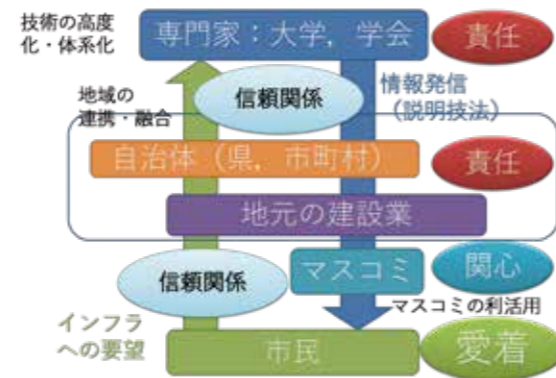 技術の高度
化・体系化
専門家：大学，学会
責任
地域の
連携・融合
信頼関係
情報発信
（説明技法）
自治体（県，市町村）
責任
地元の建設業
信頼関係
マスコミ
関心
マスコミの利活用
インフラ
への要望
市民
愛着